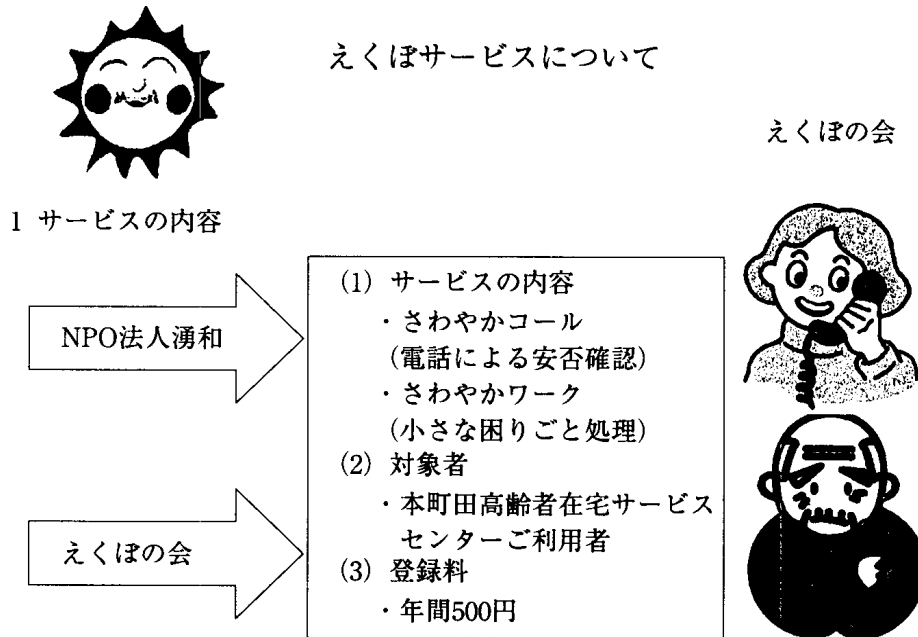 えくぼサービスについて
えくぼの会
1 サービスの内容
NPO法人湧和
えくぼの会
(1) サービスの内容
・さわやかコール
(電話による安否確認)
・さわやかワーク
(小さな困りごと処理)
(2) 対象者
・本町田高齢者在宅サービス
センターご利用者
(3) 登録料
・年間500円